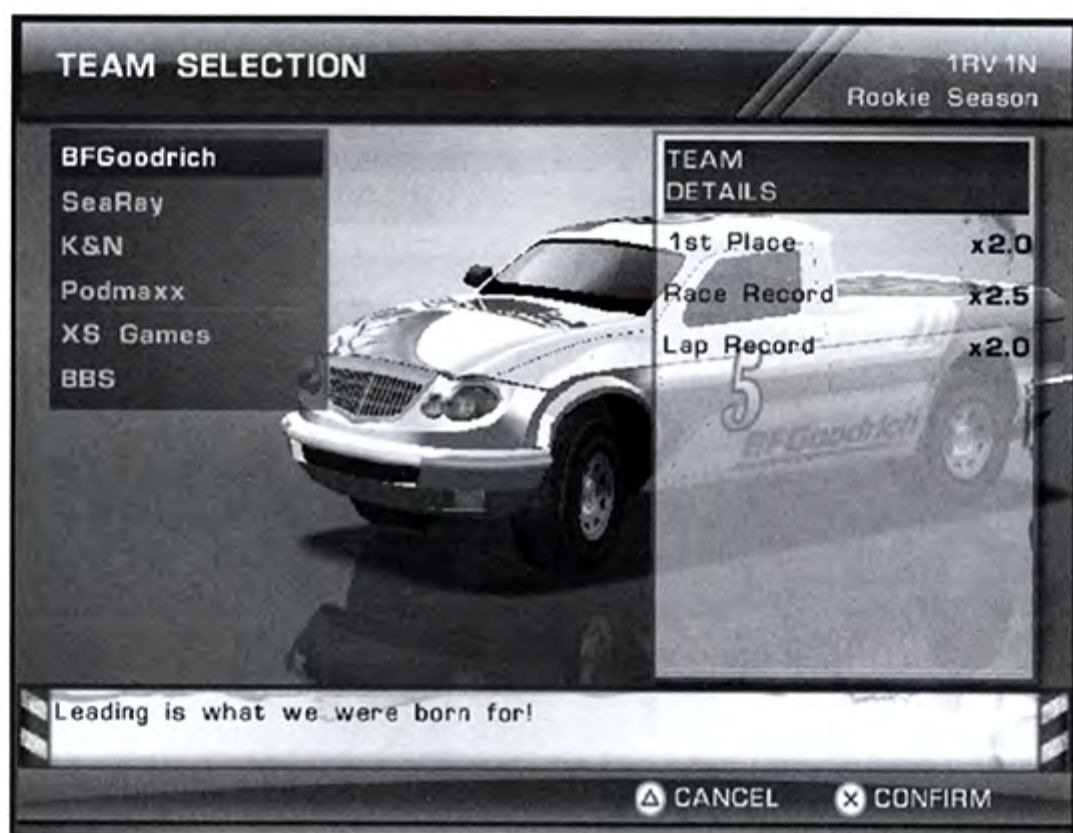 TEAM SELECTION
1RV 1N
Rookie Season
BFGoodrich
SeaRay
K&N
Podmaxx
XS Games
BBS
TEAM
DETAILS
1st Place x2.0
Race Record x2.5
Lap Record x2.0
5
BFGoodrich
Leading is what we were born for!
CANCEL
CONFIRM